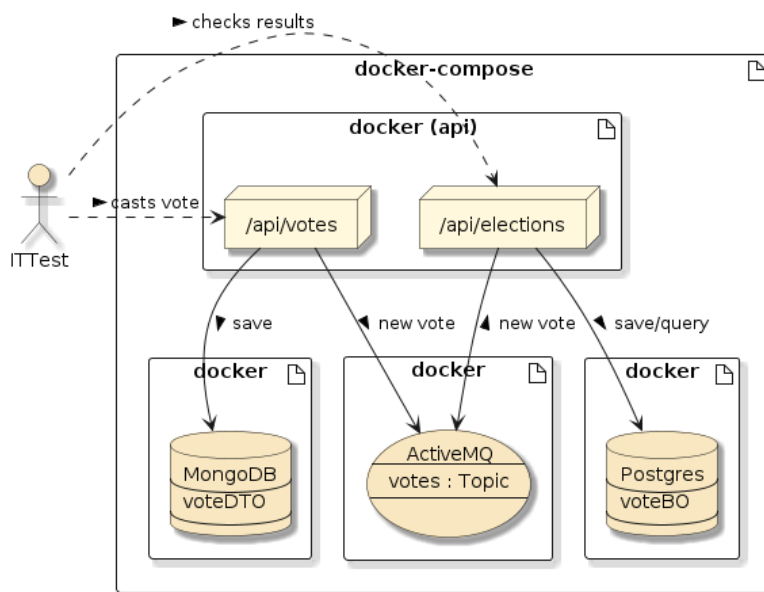 ► checks results
docker-compose
docker (api)
► casts vote
/api/votes
/api/elections
ITTest
save
new vote
new vote
save/query
docker
docker
docker
MongoDB
voteDTO
ActiveMQ
votes : Topic
Postgres
voteBO